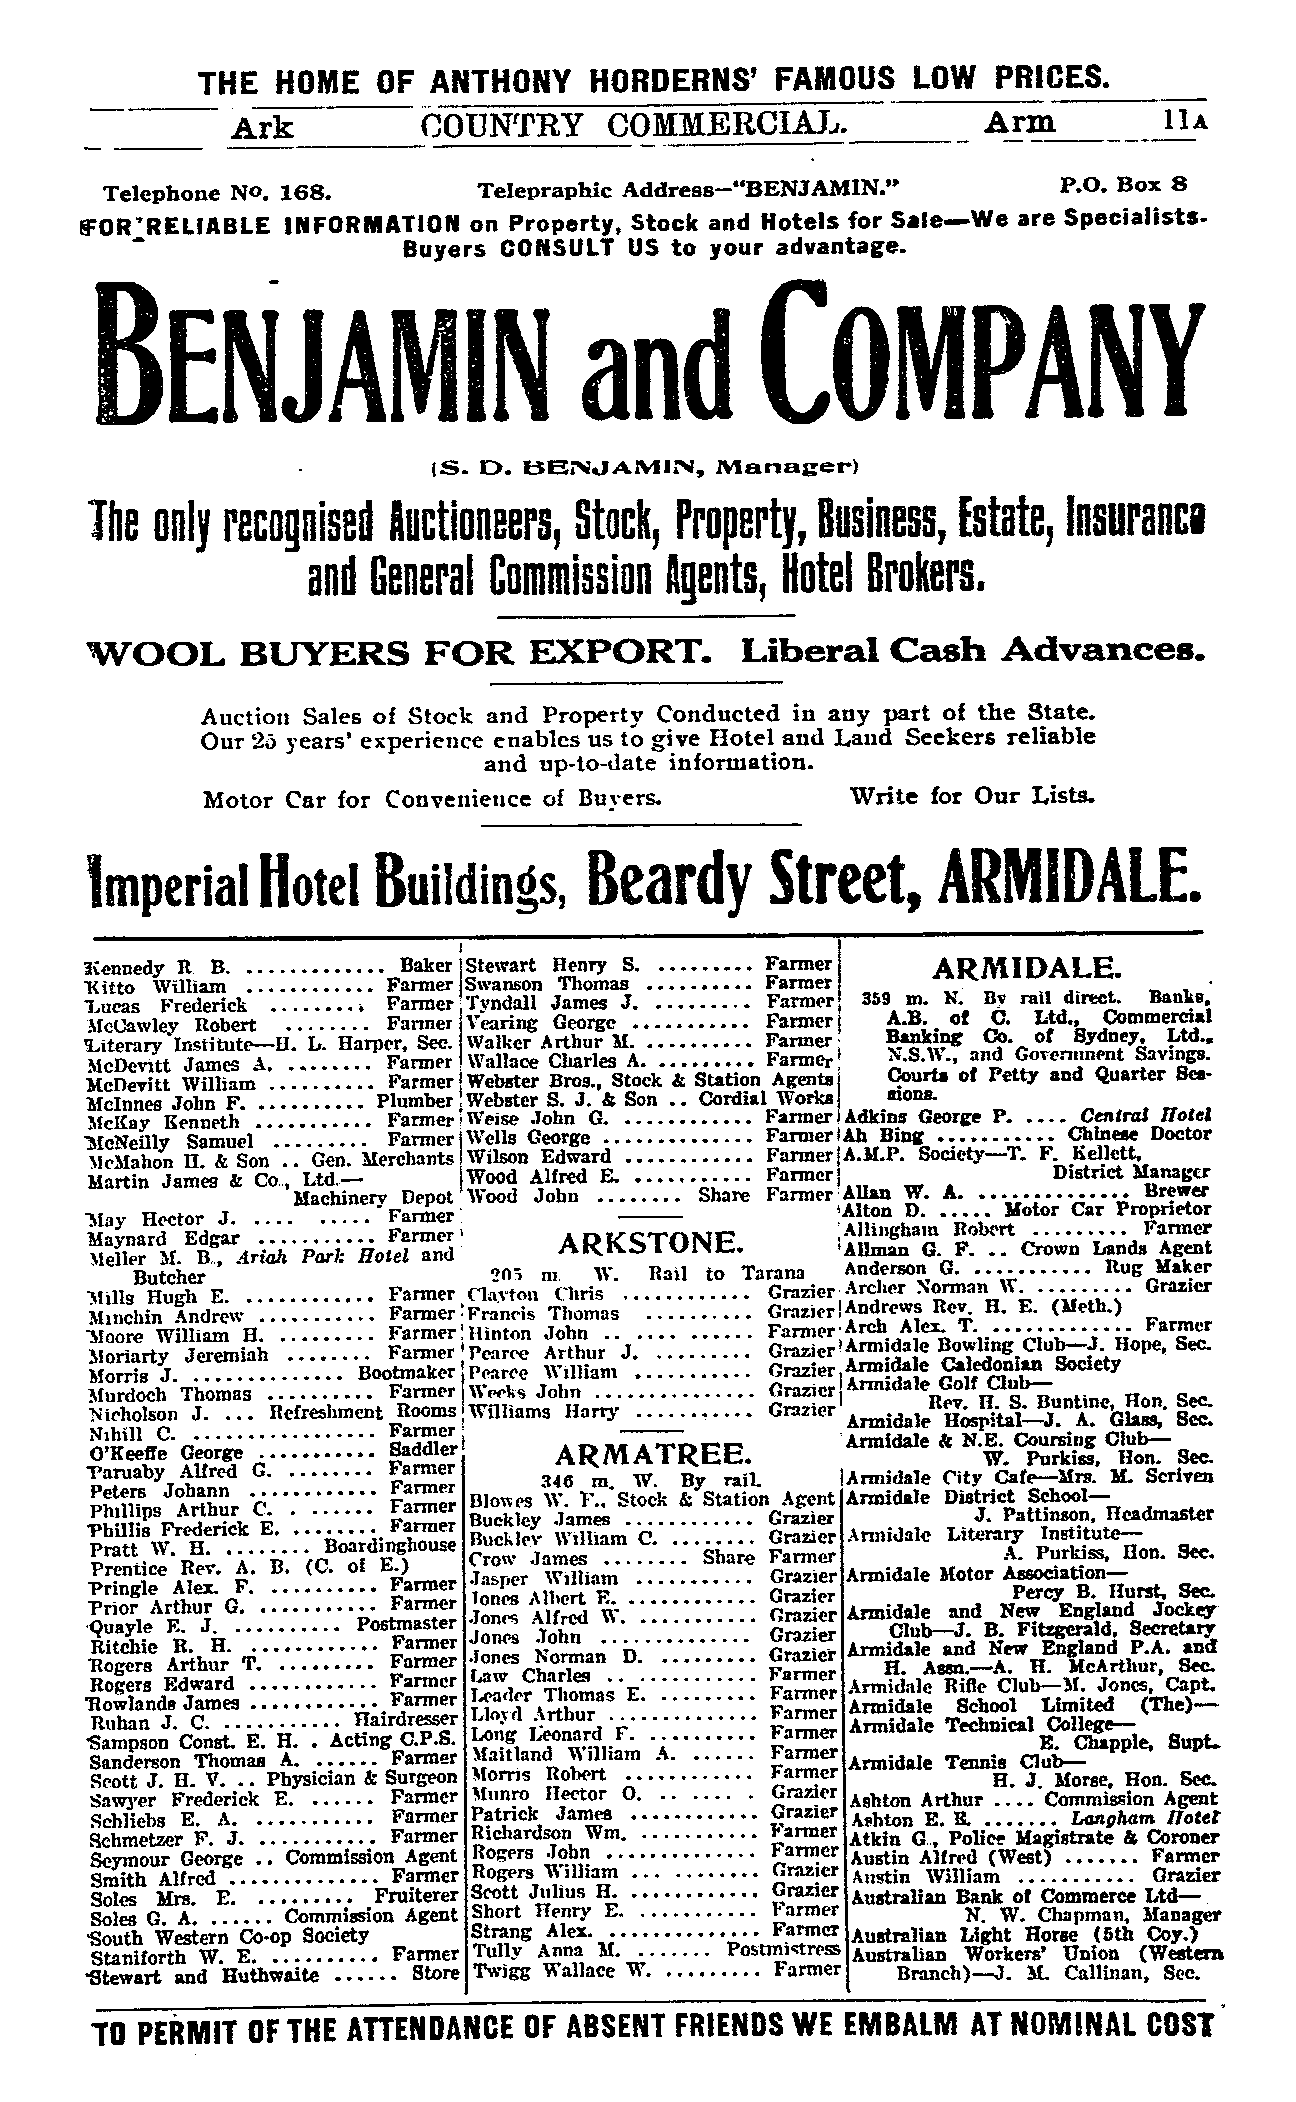 THE HOME OF ANTHONY HORDERNS' FAMOUS LOW PRICES.
Ark COUNTRY COMMERCIAL. Arm 11A
Telephone No. 168. Telepraphic Address—"BENJAMIN." P.O. Box 8
FOR RELIABLE INFORMATION on Property, Stock and Hotels for Sale—We are Specialists-
Buyers CONSULT US to your advantage.
BENJAMIN and COMPANY
(S. D. BENJAMIN, Manager)
The only recognised Auctioneers, Stock, Property, Business, Estate, Insurance
and General Commission Agents, Hotel Brokers.
WOOL BUYERS FOR EXPORT. Liberal Cash Advances.
Auction Sales of Stock and Property Conducted in any part of the State.
Our 25 years' experience enables us to give Hotel and Land Seekers reliable
and up-to-date information.
Motor Car for Convenience of Buyers. Write for Our Lists.
Imperial Hotel Buildings, Beardy Street, ARMIDALE.
Kennedy R. B. ............. Baker
Kitto William ............ Farmer
Lucas Frederick ......... Farmer
McCawley Robert ........ Farmer
Literary Institute—H. L. Harper, Sec.
McDevitt James A. ........ Farmer
McDevitt William .......... Farmer
McInnes John F. .......... Plumber
McKay Kenneth ........... Farmer
McNeilly Samuel ......... Farmer
McMahon H. & Son .. Gen. Merchants
Martin James & Co., Ltd.—
Machinery Depot
May Hector J. .... ..... Farmer
Maynard Edgar ........... Farmer
Meller M. B., Ariah Park Hotel and
Butcher
Mills Hugh E. ............ Farmer
Minchin Andrew ........... Farmer
Moore William H. ......... Farmer
Moriarty Jeremiah ........ Farmer
Morris J. .............. Bootmaker
Murdoch Thomas .......... Farmer
Nicholson J. ... Refreshment Rooms
Nihill C. ................. Farmer
O'Keeffe George ........... Saddler
Parnaby Alfred G. ........ Farmer
Peters Johann ............ Farmer
Phillips Arthur C. . ...... Farmer
Phillis Frederick E. ........ Farmer
Pratt W. H. ........ Boardinghouse
Prentice Rev. A. B. (C. of E.)
Pringle Alex. F. .......... Farmer
Prior Arthur G. ........... Farmer
Quayle E. J. .......... Postmaster
Ritchie R. H. ............ Farmer
Rogers Arthur T. ......... Farmer
Rogers Edward ............ Farmer
Rowlands James ............ Farmer
Ruhan J. C. ........... Hairdresser
Sampson Const. E. H. . Acting C.P.S.
Sanderson Thomas A. ...... Farmer
Scott J. H. V. .. Physician & Surgeon
Sawyer Frederick E. ...... Farmer
Schliebs E. A. ............ Farmer
Schmetzer F. J. ........... Farmer
Seymour George .. Commission Agent
Smith Alfred .............. Farmer
Soles Mrs. E. ......... Fruiterer
Soles G. A. ...... Commission Agent
South Western Co-op Society
Staniforth W. E. .......... Farmer
Stewart and Huthwaite ...... Store
Stewart Henry S. ......... Farmer
Swanson Thomas .......... Farmer
Tyndall James J. ......... Farmer
Vearing George ........... Farmer
Walker Arthur M. .......... Farmer
Wallace Charles A. ......... Farmer
Webster Bros., Stock & Station Agents
Webster S. J. & Son .. Cordial Works
Weise John G. ............ Farmer
Wells George .............. Farmer
Wilson Edward ............ Farmer
Wood Alfred E. ........... Farmer
Wood John ........ Share Farmer
ARKSTONE.
205 m. W. Rail to Tarana
Clayton Chris ............ Grazier
Francis Thomas .......... Grazier
Hinton John .. .... ...... Farmer
Pearce Arthur J. ......... Grazier
Pearce William ........... Grazier
Weeks John ............... Grazier
Williams Harry ........... Grazier
ARMATREE.
346 m. W. By rail.
Blowes W. F., Stock & Station Agent
Buckley James ............ Grazier
Buckley William C. ........ Grazier
Crow James ........ Share Farmer
Jasper William ........... Grazier
Jones Albert E. ............ Grazier
Jones Alfred W. ........... Grazier
Jones John .............. Grazier
Jones Norman D. ......... Grazier
Law Charles .............. Farmer
Leader Thomas E. ......... Farmer
Lloyd Arthur .............. Farmer
Long Leonard F. .......... Farmer
Maitland William A. ...... Farmer
Morris Robert ............ Farmer
Munro Hector O. .. ...... . Grazier
Patrick James ............ Grazier
Richardson Wm. ........... Farmer
Rogers John .............. Farmer
Rogers William ... ........ Grazier
Scott Julius H. ............ Grazier
Short Henry E. ........... Farmer
Strang Alex. .............. Farmer
Tully Anna M. ....... Postmistress
Twigg Wallace W. ......... Farmer
ARMIDALE.
359 m. N. By rail direct. Banks,
A.B. of C. Ltd., Commercial
Banking Co. of Sydney, Ltd.,
N.S.W., and Government Savings.
Courts of Petty and Quarter Ses-
sions.
Adkins George P. .... Central Hotel
Ah Bing ........... Chinese Doctor
A.M.P. Society—T. F. Kellett,
District Manager
Allan W. A. .............. Brewer
Alton D. ..... Motor Car Proprietor
Allingham Robert ......... Farmer
Allman G. F. .. Crown Lands Agent
Anderson G. ........... Rug Maker
Archer Norman W. ......... Grazier
Andrews Rev. H. E. (Meth.)
Arch Alex. T. ............. Farmer
Armidale Bowling Club—J. Hope, Sec.
Armidale Caledonian Society
Armidale Golf Club—
Rev. H. S. Buntine, Hon. Sec.
Armidale Hospital—J. A. Glass, Sec.
Armidale & N.E. Coursing Club—
W. Purkiss, Hon. Sec.
Armidale City Cafe—Mrs. M. Scriven
Armidale District School—
J. Pattinson, Headmaster
Armidale Literary Institute—
A. Purkiss, Hon. Sec.
Armidale Motor Association—
Percy B. Hurst, Sec.
Armidale and New England Jockey
Club—J. B. Fitzgerald, Secretary
Armidale and New England P.A. and
H. Assn.—A. H. McArthur, Sec.
Armidale Rifle Club—M. Jones, Capt.
Armidale School Limited (The)—
Armidale Technical College—
E. Chapple, Supt.
Armidale Tennis Club—
H. J. Morse, Hon. Sec.
Ashton Arthur .... Commission Agent
Ashton E. R. ....... Langham Hotel
Atkin G., Police Magistrate & Coroner
Austin Alfred (West) ....... Farmer
Austin William ........... Grazier
Australian Bank of Commerce Ltd—
N. W. Chapman, Manager
Australian Light Horse (5th Coy.)
Australian Workers' Union (Western
Branch)—J. M. Callinan, Sec.
TO PERMIT OF THE ATTENDANCE OF ABSENT FRIENDS WE EMBALM AT NOMINAL COST